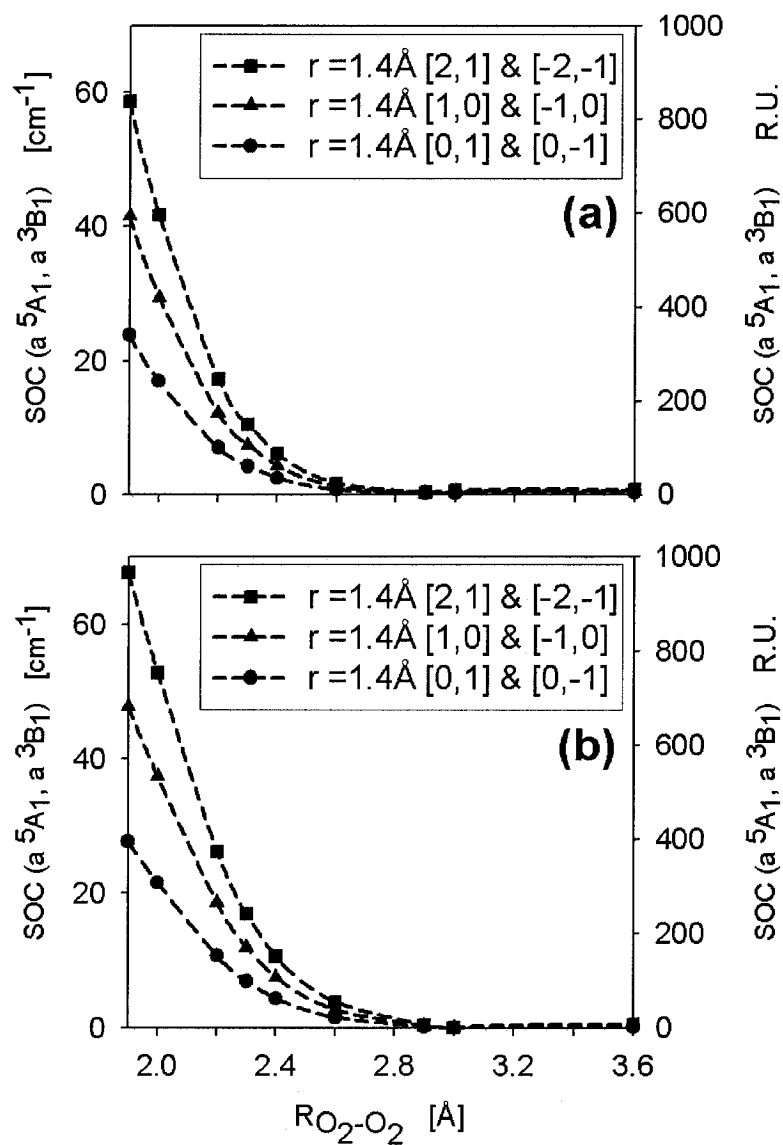 SOC (a ⁵A₁, a ³B₁) [cm⁻¹]
60
40
20
0
r =1.4Å [2,1] & [-2,-1]
r =1.4Å [1,0] & [-1,0]
r =1.4Å [0,1] & [0,-1]
(a)
1000
800
600
400
200
0
SOC (a ⁵A₁, a ³B₁) R.U.
SOC (a ⁵A₁, a ³B₁) [cm⁻¹]
60
40
20
0
r =1.4Å [2,1] & [-2,-1]
r =1.4Å [1,0] & [-1,0]
r =1.4Å [0,1] & [0,-1]
(b)
1000
800
600
400
200
0
SOC (a ⁵A₁, a ³B₁) R.U.
2.0 2.4 2.8 3.2 3.6
R O₂-O₂ [Å]